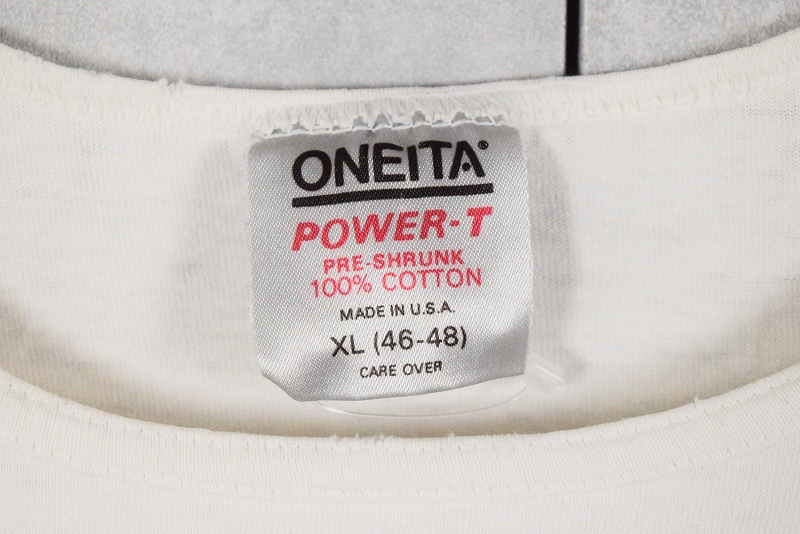 ONEITA®
POWER-T
PRE-SHRUNK
100% COTTON
MADE IN U.S.A.
XL (46-48)
CARE OVER